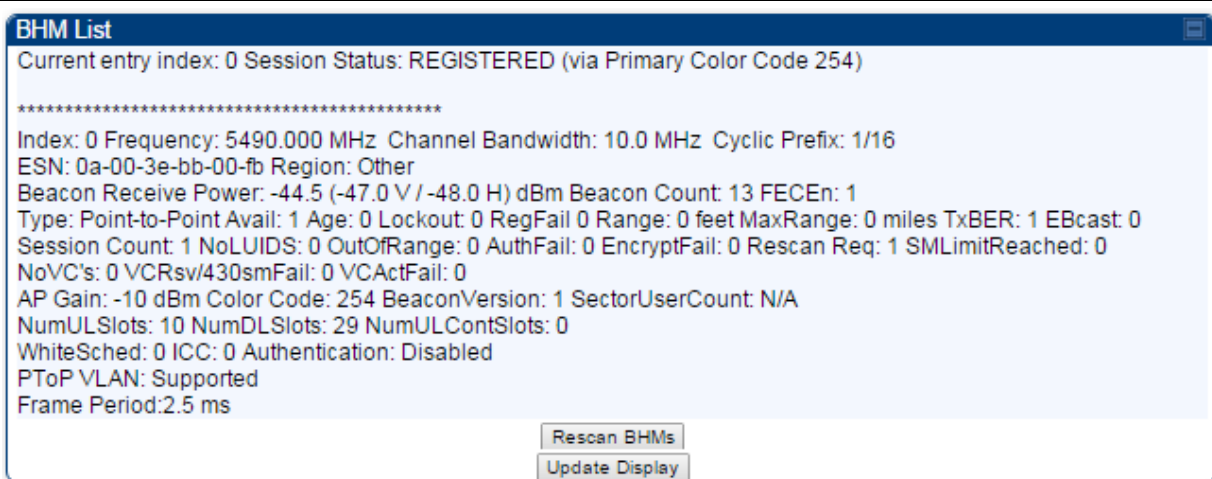 BHM List
Current entry index: 0 Session Status: REGISTERED (via Primary Color Code 254)
*********************************************
Index: 0 Frequency: 5490.000 MHz Channel Bandwidth: 10.0 MHz Cyclic Prefix: 1/16
ESN: 0a-00-3e-bb-00-fb Region: Other
Beacon Receive Power: -44.5 (-47.0 V / -48.0 H) dBm Beacon Count: 13 FECEn: 1
Type: Point-to-Point Avail: 1 Age: 0 Lockout: 0 RegFail 0 Range: 0 feet MaxRange: 0 miles TxBER: 1 EBcast: 0
Session Count: 1 NoLUIDS: 0 OutOfRange: 0 AuthFail: 0 EncryptFail: 0 Rescan Req: 1 SMLimitReached: 0
NoVC's: 0 VCRsv/430smFail: 0 VCActFail: 0
AP Gain: -10 dBm Color Code: 254 BeaconVersion: 1 SectorUserCount: N/A
NumULSlots: 10 NumDLSlots: 29 NumULContSlots: 0
WhiteSched: 0 ICC: 0 Authentication: Disabled
PToP VLAN: Supported
Frame Period:2.5 ms
Rescan BHMs
Update Display